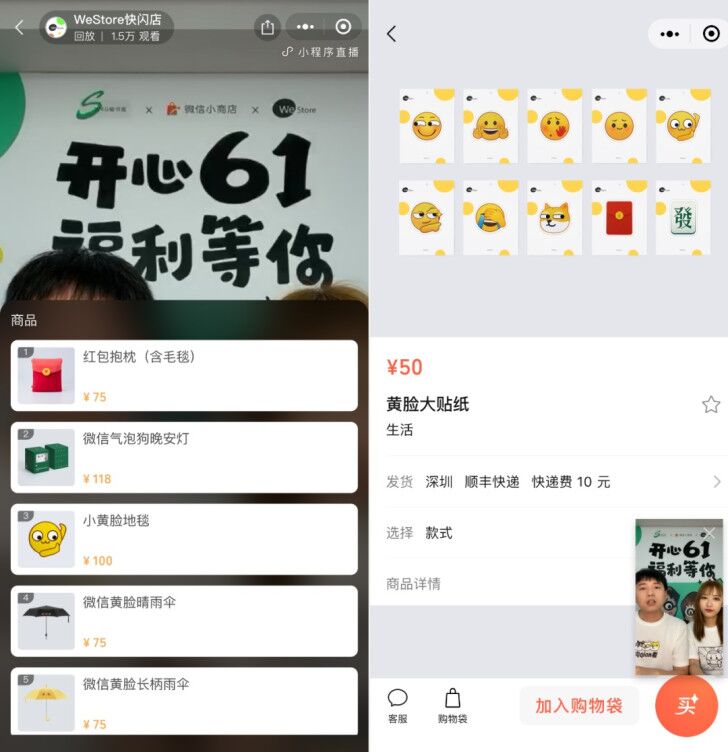 WeStore快闪店
回放 | 1.5万 观看
小程序直播
× 微信小商店 × WeStore
开心61
福利等你
商品
1
红包抱枕（含毛毯）
¥ 75
2
微信气泡狗晚安灯
¥ 118
3
小黄脸地毯
¥ 100
4
微信黄脸晴雨伞
¥ 75
5
微信黄脸长柄雨伞
¥ 75
發
¥50
黄脸大贴纸
生活
发货 深圳 顺丰快递 快递费 10 元
选择 款式
商品详情
开心61
福利等你
客服
购物袋
加入购物袋
买